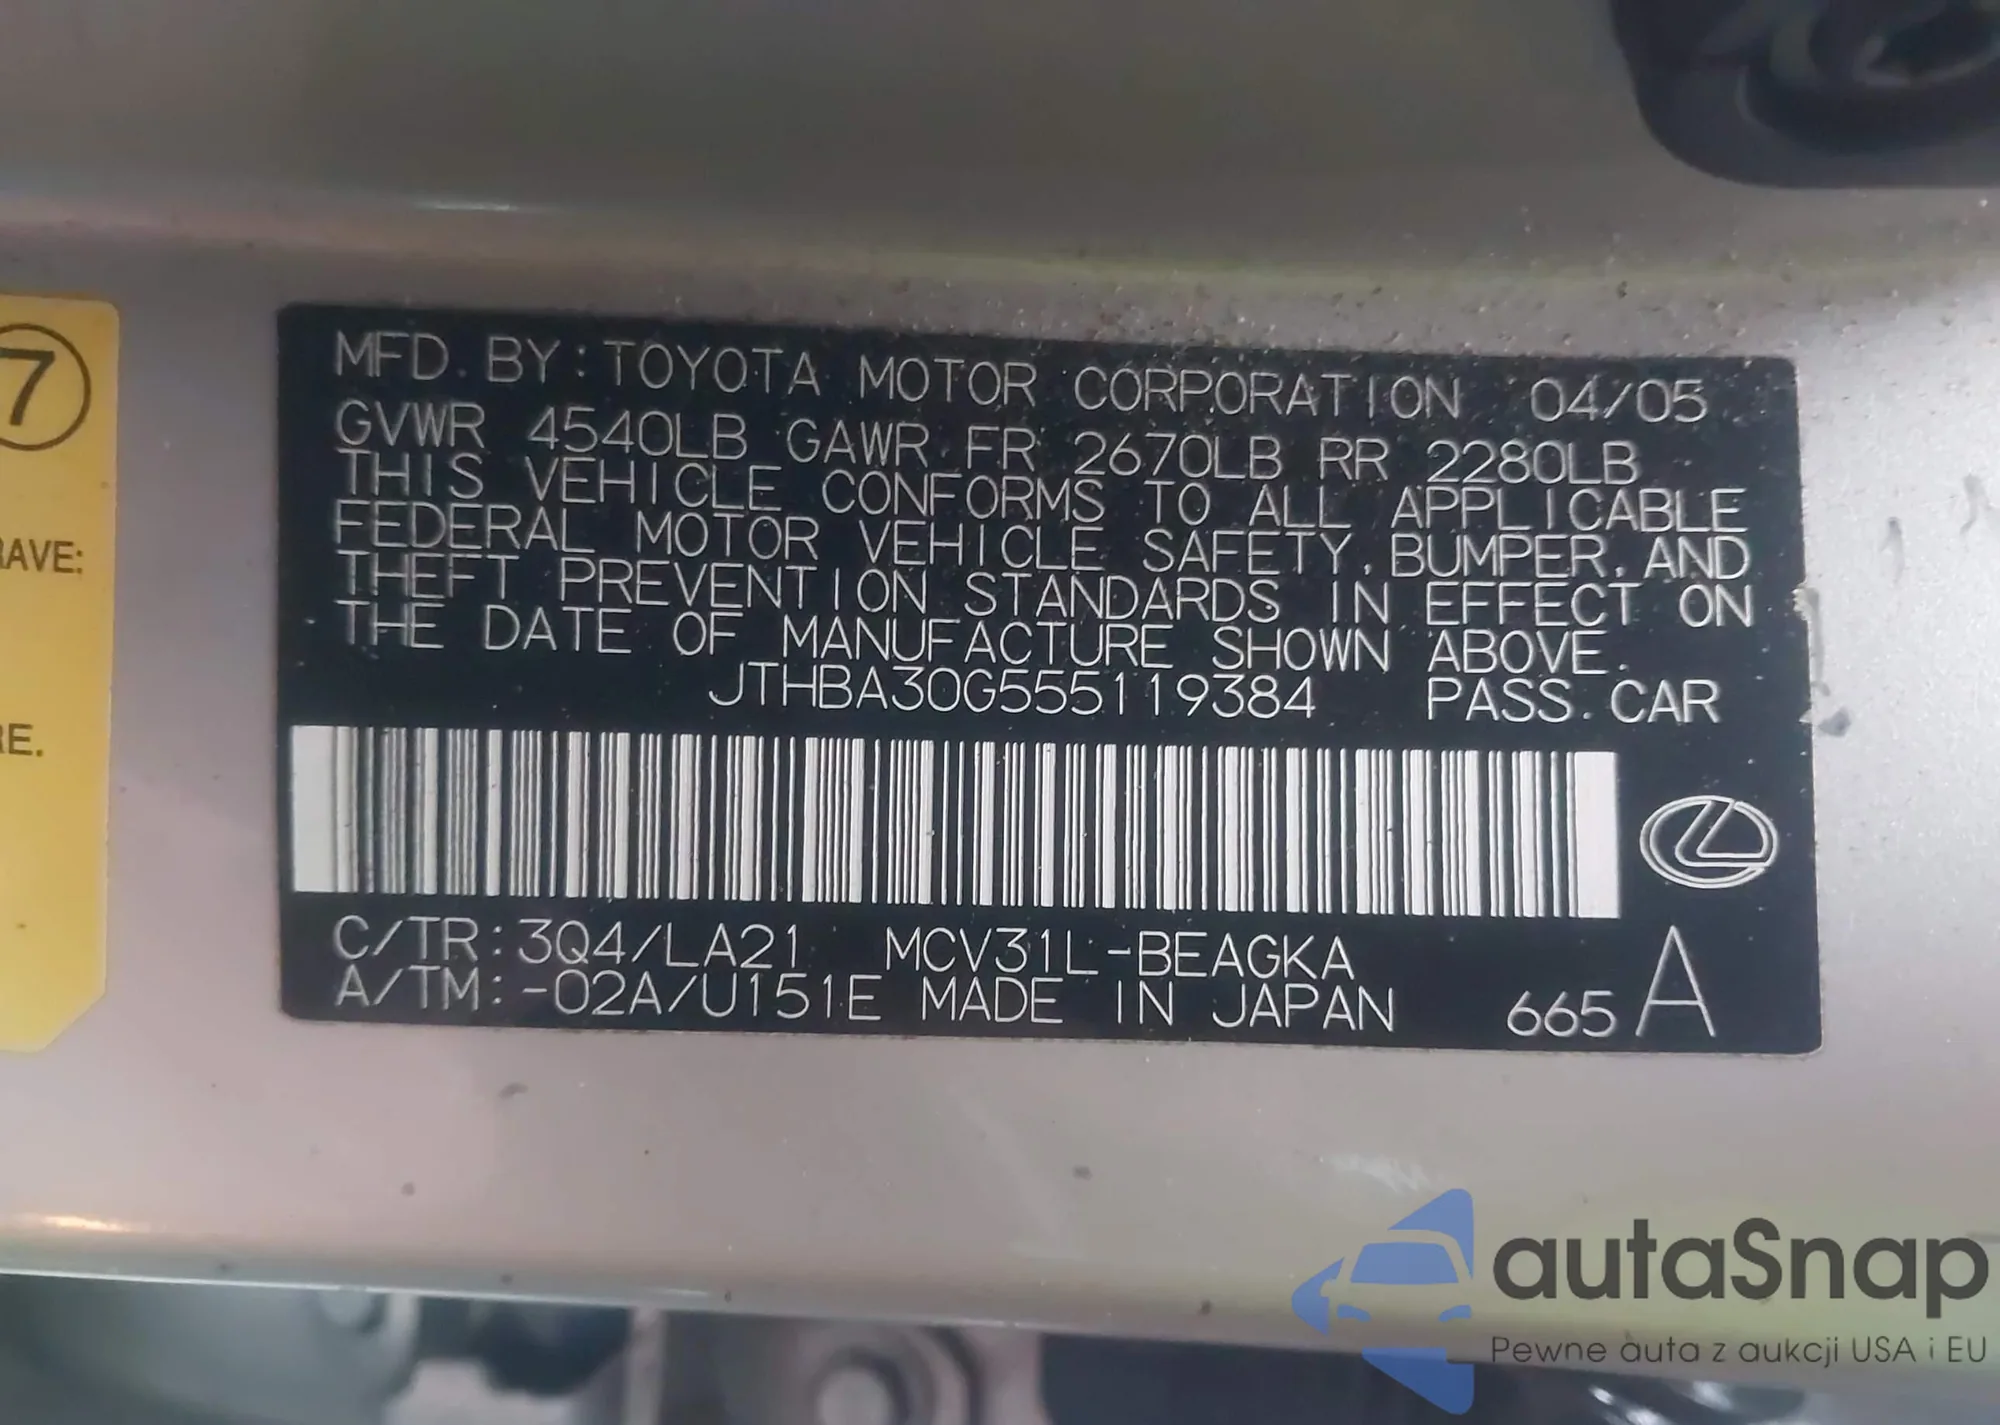 7
RAVE:
RE.
MFD. BY: TOYOTA MOTOR CORPORATION 04/05
GVWR 4540LB GAWR FR 2670LB RR 2280LB
THIS VEHICLE CONFORMS TO ALL APPLICABLE
FEDERAL MOTOR VEHICLE SAFETY, BUMPER, AND
THEFT PREVENTION STANDARDS IN EFFECT ON
THE DATE OF MANUFACTURE SHOWN ABOVE.
JTHBA30G555119384 PASS. CAR
C/TR: 3Q4/LA21 MCV31L-BEAGKA
A/TM: -02A/U151E MADE IN JAPAN 665 A
autaSnap
Pewne auta z aukcji USA i EU